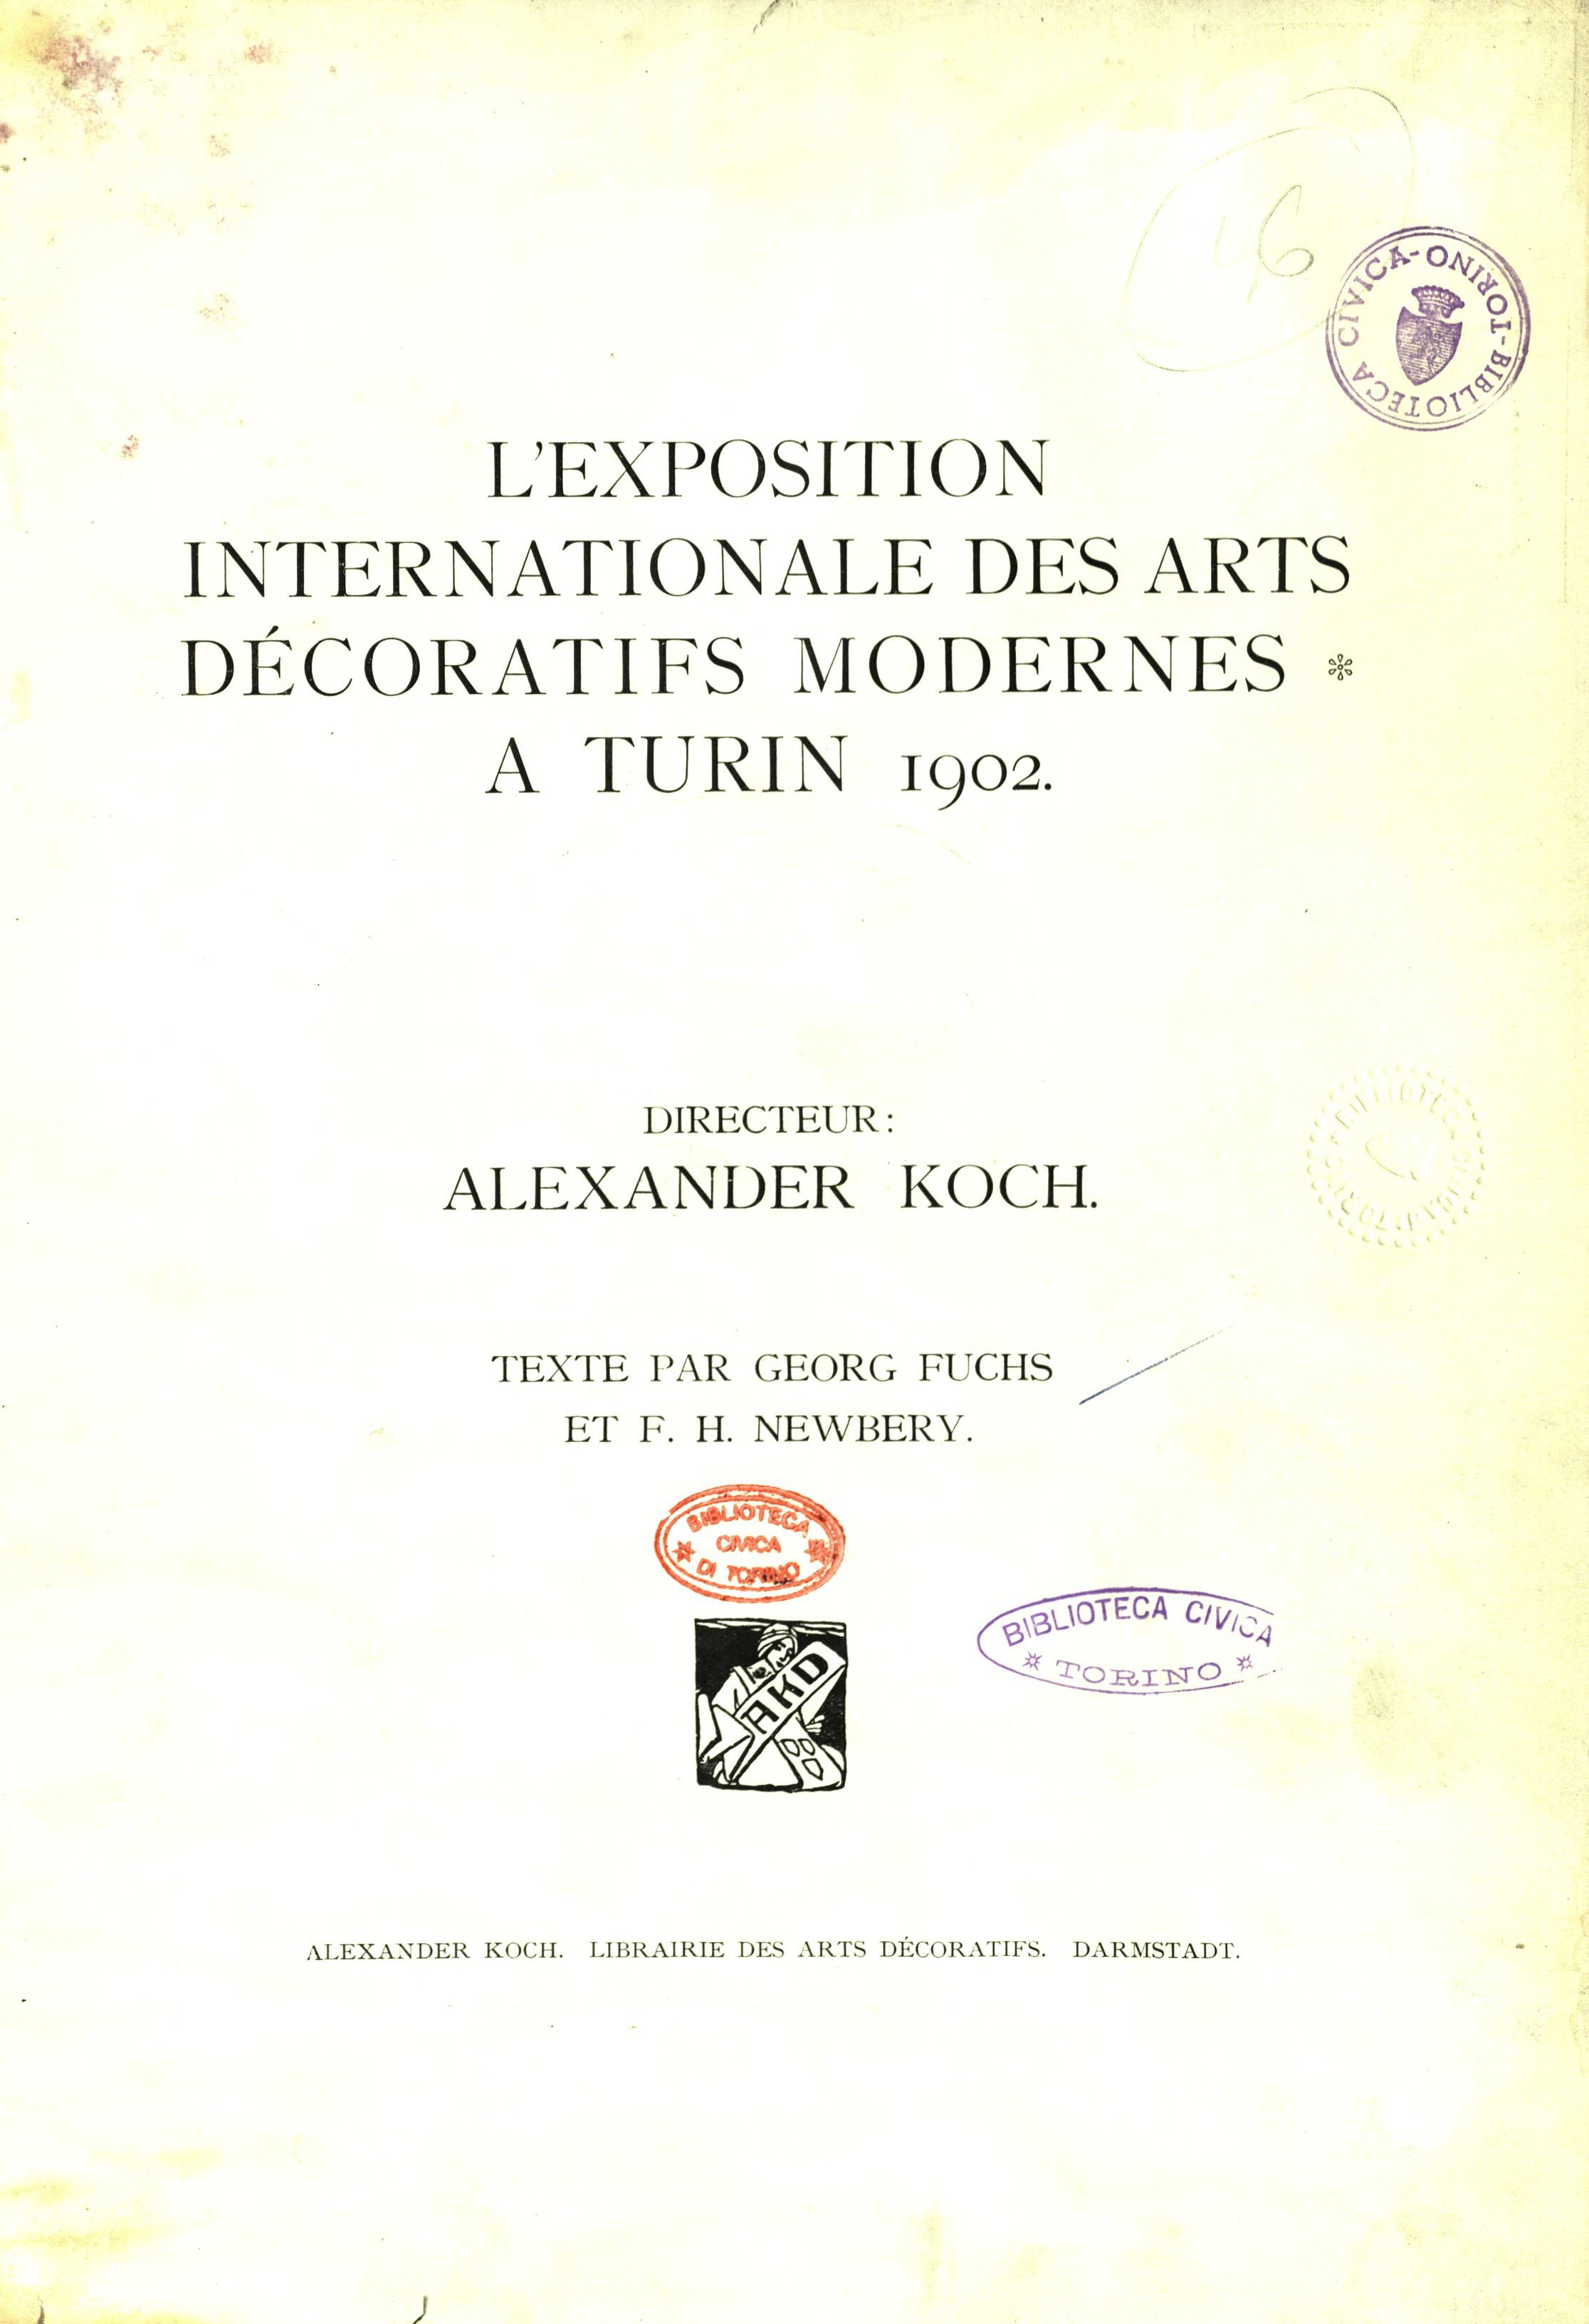 46
BIBLIOTECA CIVICA-TORINO-
L'EXPOSITION
INTERNATIONALE DES ARTS
DÉCORATIFS MODERNES
A TURIN 1902.
DIRECTEUR:
ALEXANDER KOCH.
TEXTE PAR GEORG FUCHS
ET F. H. NEWBERY.
BIBLIOTECA
CIVICA
DI TORINO
BIBLIOTECA CIVICA
TORINO
AKD
ALEXANDER KOCH. LIBRAIRIE DES ARTS DÉCORATIFS. DARMSTADT.